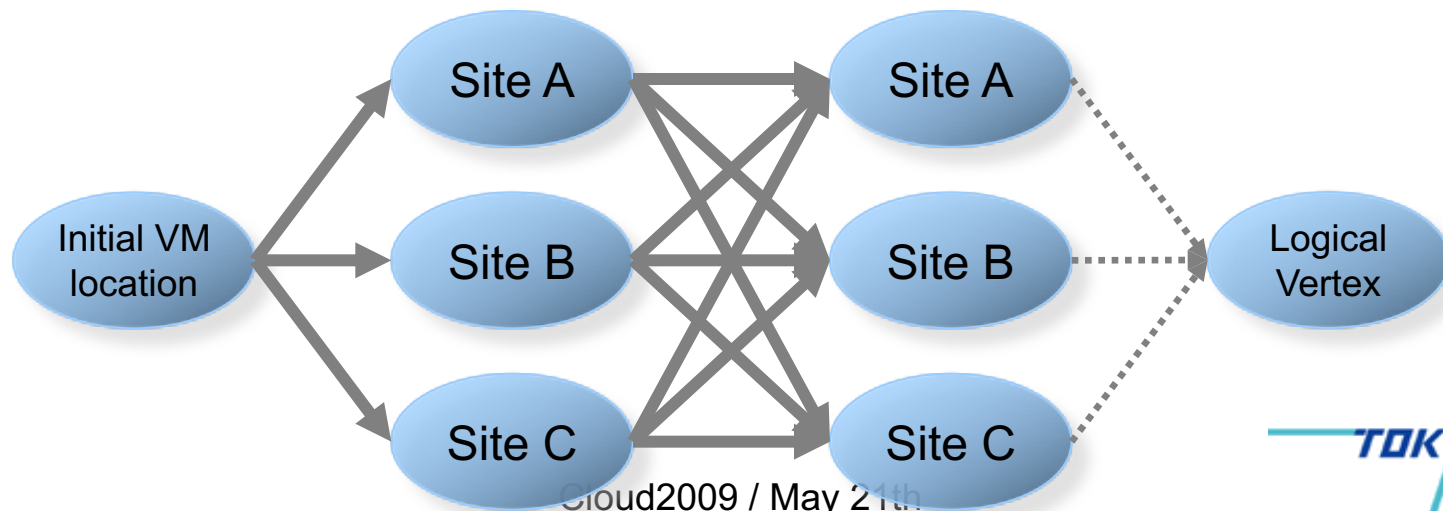 Site A
Site A
Initial VM
location
Site B
Site B
Logical
Vertex
Site C
Site C
Cloud2009 / May 21th
TOK